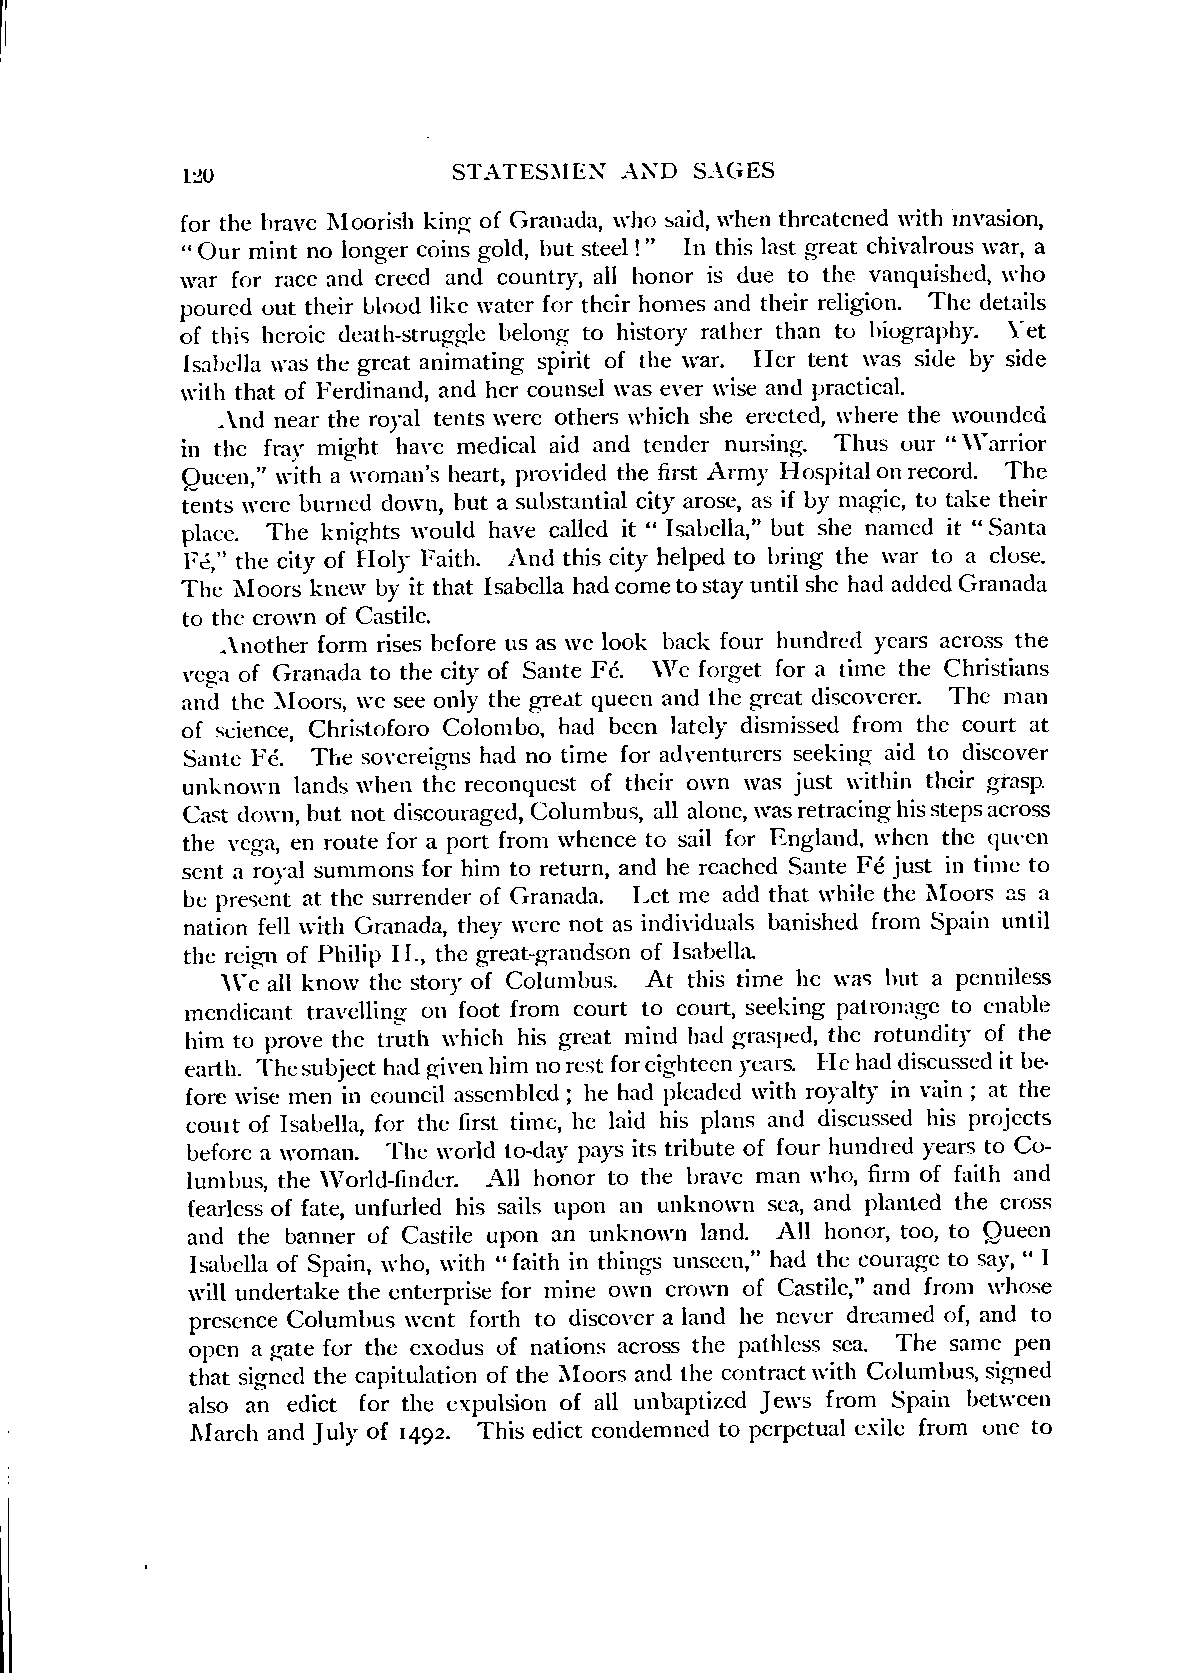 120 STATESMEN AND SAGES
for the brave Moorish king of Granada, who said, when threatened with invasion,
“Our mint no longer coins gold, but steel!” In this last great chivalrous war, a
war for race and creed and country, all honor is due to the vanquished, who
poured out their blood like water for their homes and their religion. The details
of this heroic death-struggle belong to history rather than to biography. Yet
Isabella was the great animating spirit of the war. Her tent was side by side
with that of Ferdinand, and her counsel was ever wise and practical.
And near the royal tents were others which she erected, where the wounded
in the fray might have medical aid and tender nursing. Thus our “Warrior
Queen,” with a woman's heart, provided the first Army Hospital on record. The
tents were burned down, but a substantial city arose, as if by magic, to take their
place. The knights would have called it “Isabella,” but she named it “Santa
Fé,” the city of Holy Faith. And this city helped to bring the war to a close.
The Moors knew by it that Isabella had come to stay until she had added Granada
to the crown of Castile.
Another form rises before us as we look back four hundred years across the
vega of Granada to the city of Sante Fé. We forget for a time the Christians
and the Moors, we see only the great queen and the great discoverer. The man
of science, Christoforo Colombo, had been lately dismissed from the court at
Sante Fé. The sovereigns had no time for adventurers seeking aid to discover
unknown lands when the reconquest of their own was just within their grasp.
Cast down, but not discouraged, Columbus, all alone, was retracing his steps across
the vega, en route for a port from whence to sail for England, when the queen
sent a royal summons for him to return, and he reached Sante Fé just in time to
be present at the surrender of Granada. Let me add that while the Moors as a
nation fell with Granada, they were not as individuals banished from Spain until
the reign of Philip II., the great-grandson of Isabella.
We all know the story of Columbus. At this time he was but a penniless
mendicant travelling on foot from court to court, seeking patronage to enable
him to prove the truth which his great mind had grasped, the rotundity of the
earth. The subject had given him no rest for eighteen years. He had discussed it be-
fore wise men in council assembled; he had pleaded with royalty in vain; at the
court of Isabella, for the first time, he laid his plans and discussed his projects
before a woman. The world to-day pays its tribute of four hundred years to Co-
lumbus, the World-finder. All honor to the brave man who, firm of faith and
fearless of fate, unfurled his sails upon an unknown sea, and planted the cross
and the banner of Castile upon an unknown land. All honor, too, to Queen
Isabella of Spain, who, with “faith in things unseen,” had the courage to say, “I
will undertake the enterprise for mine own crown of Castile,” and from whose
presence Columbus went forth to discover a land he never dreamed of, and to
open a gate for the exodus of nations across the pathless sea. The same pen
that signed the capitulation of the Moors and the contract with Columbus, signed
also an edict for the expulsion of all unbaptized Jews from Spain between
March and July of 1492. This edict condemned to perpetual exile from one to